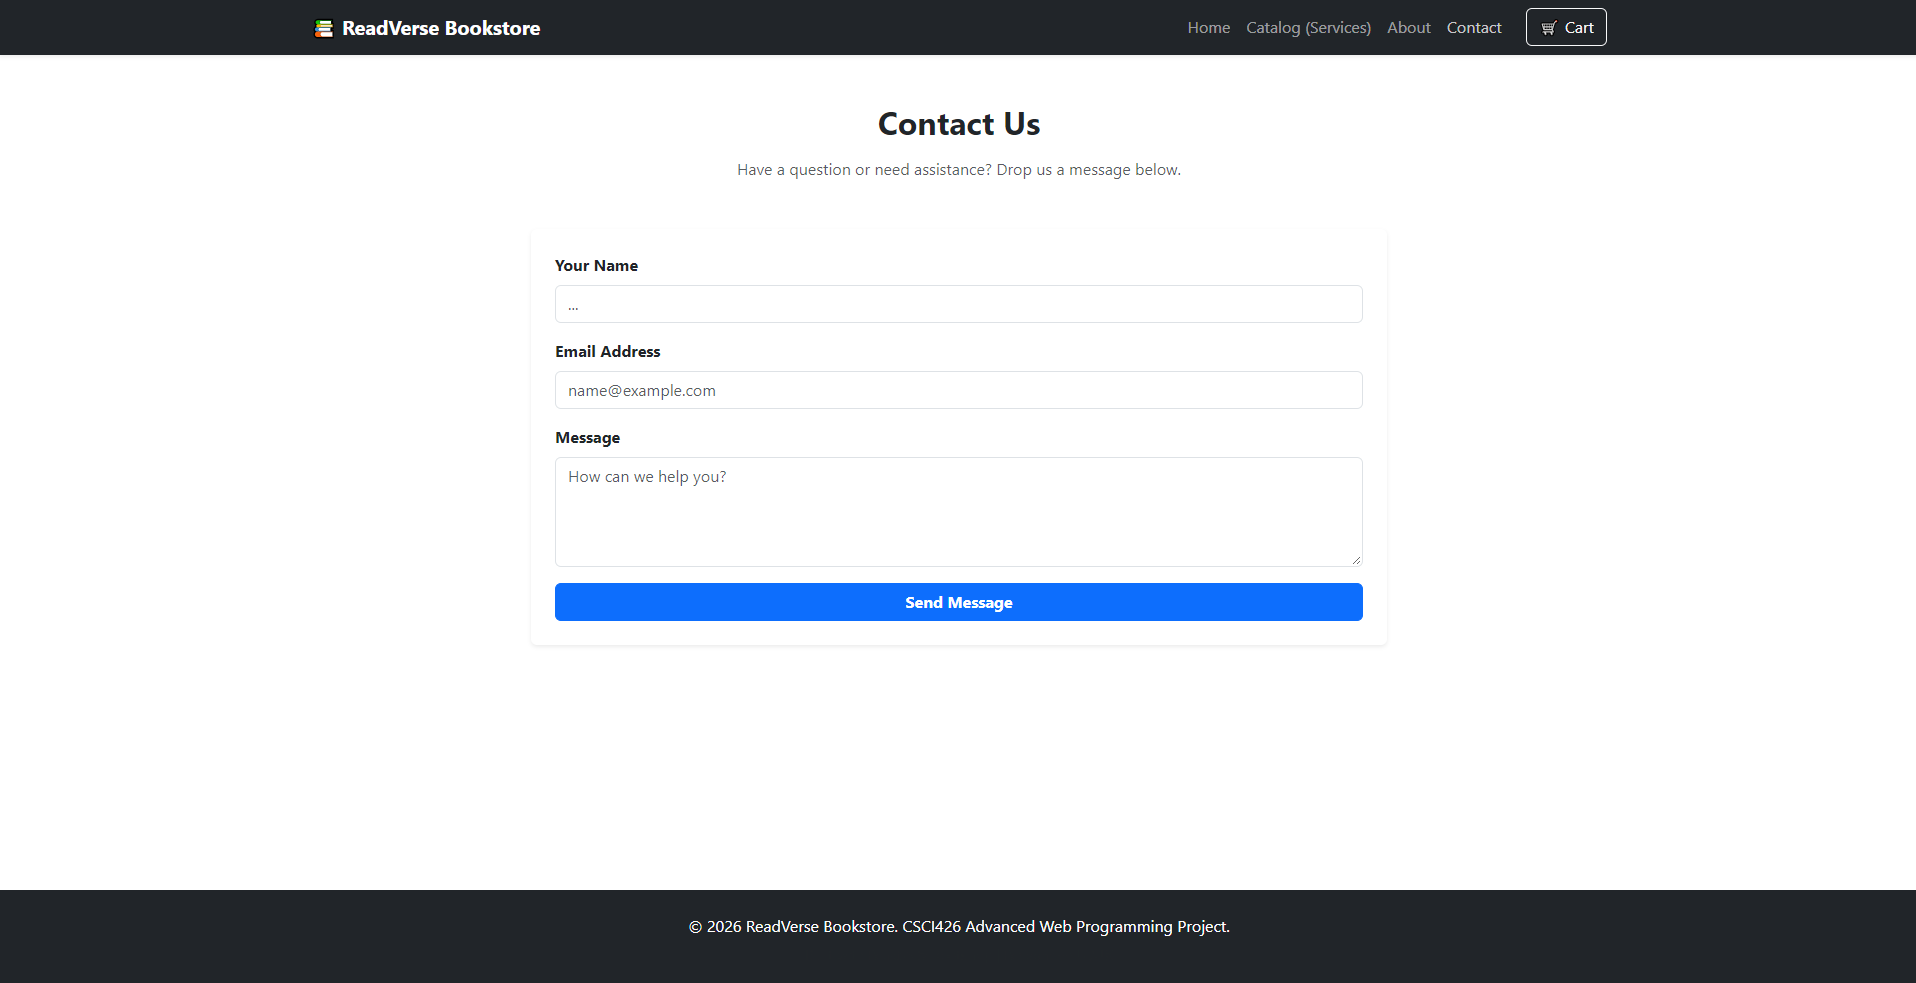 ReadVerse Bookstore
Home Catalog (Services) About Contact Cart
Contact Us
Have a question or need assistance? Drop us a message below.
Your Name
...
Email Address
name@example.com
Message
How can we help you?
Send Message
© 2026 ReadVerse Bookstore. CSCI426 Advanced Web Programming Project.